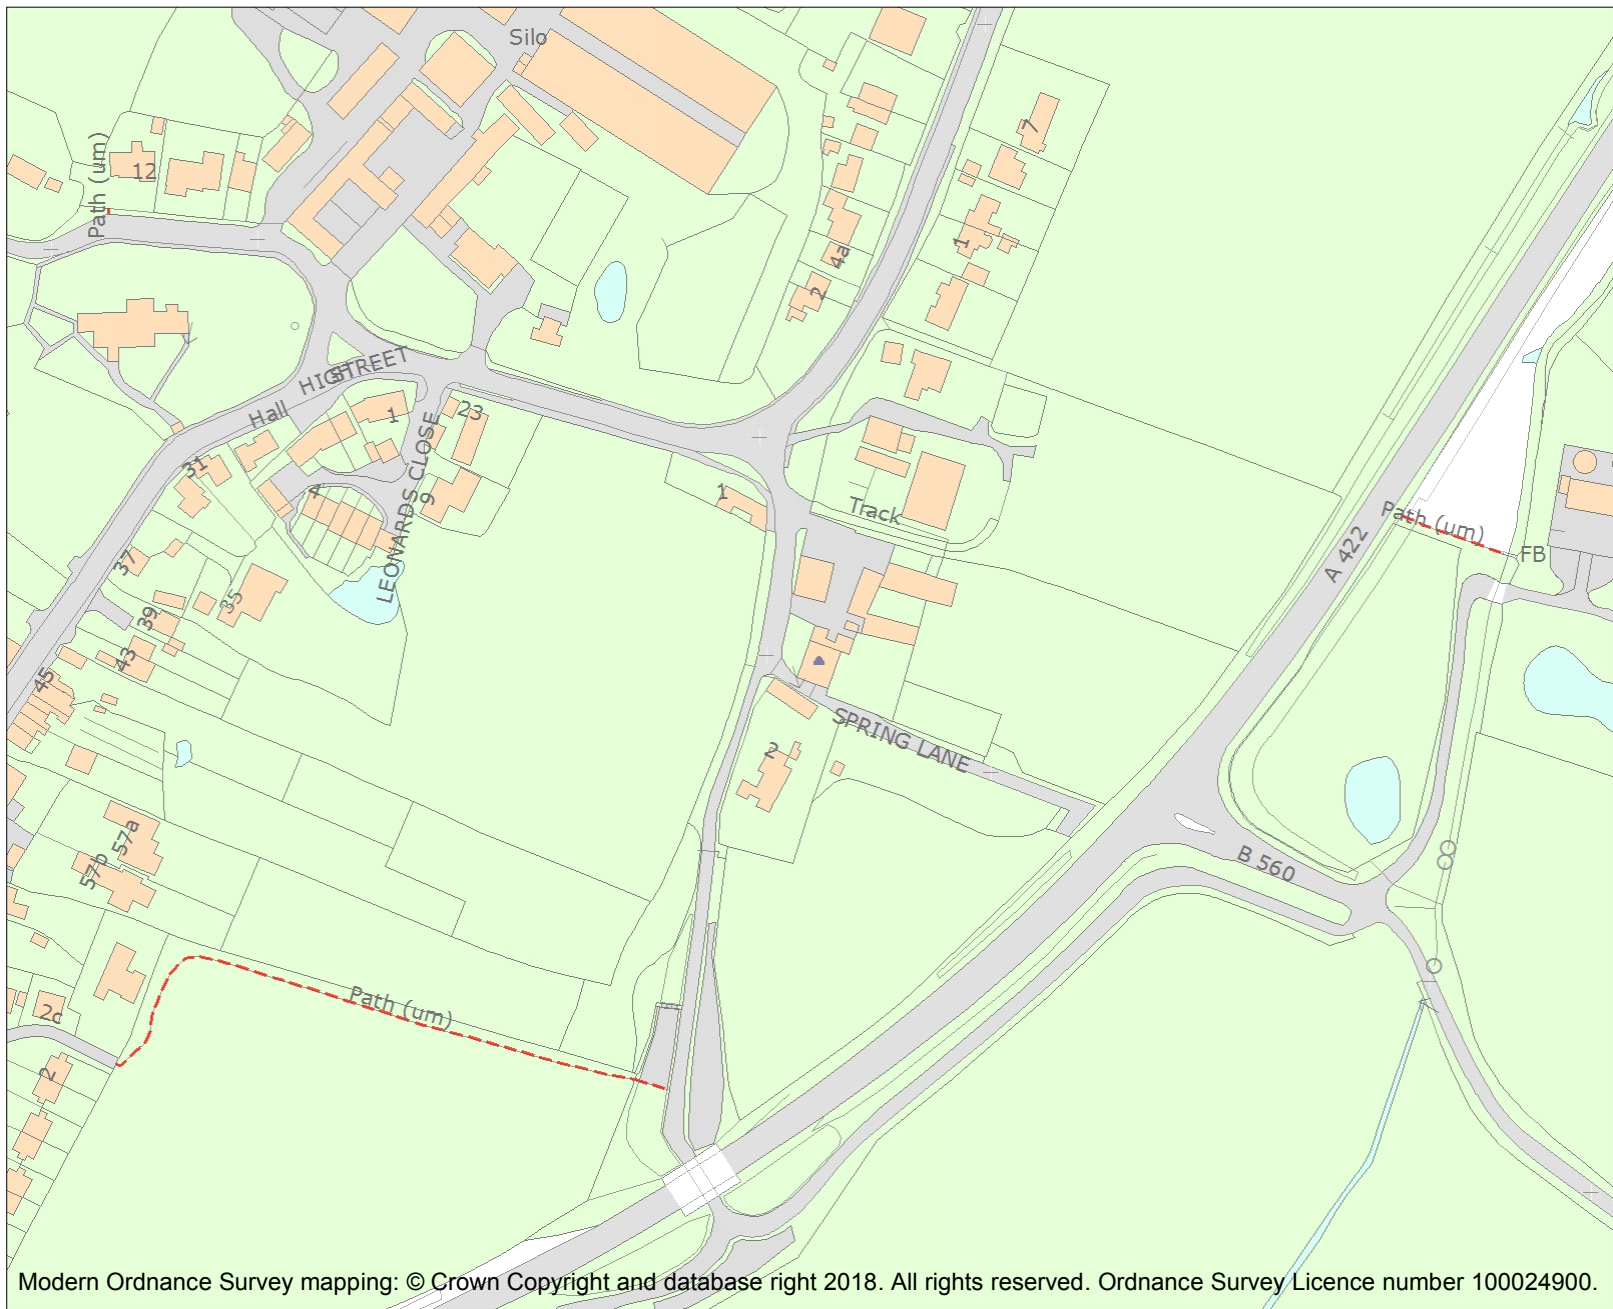 Silo
Path (um)
12
7
1
4a
2
HIGH STREET
Hall
1
23
31
4
9
LEONARDS CLOSE
1
Track
Path (um)
FB
A 422
37
39
35
43
45
SPRING LANE
2
57a
57b
B 560
Path (um)
2c
2
Modern Ordnance Survey mapping: © Crown Copyright and database right 2018. All rights reserved. Ordnance Survey Licence number 100024900.